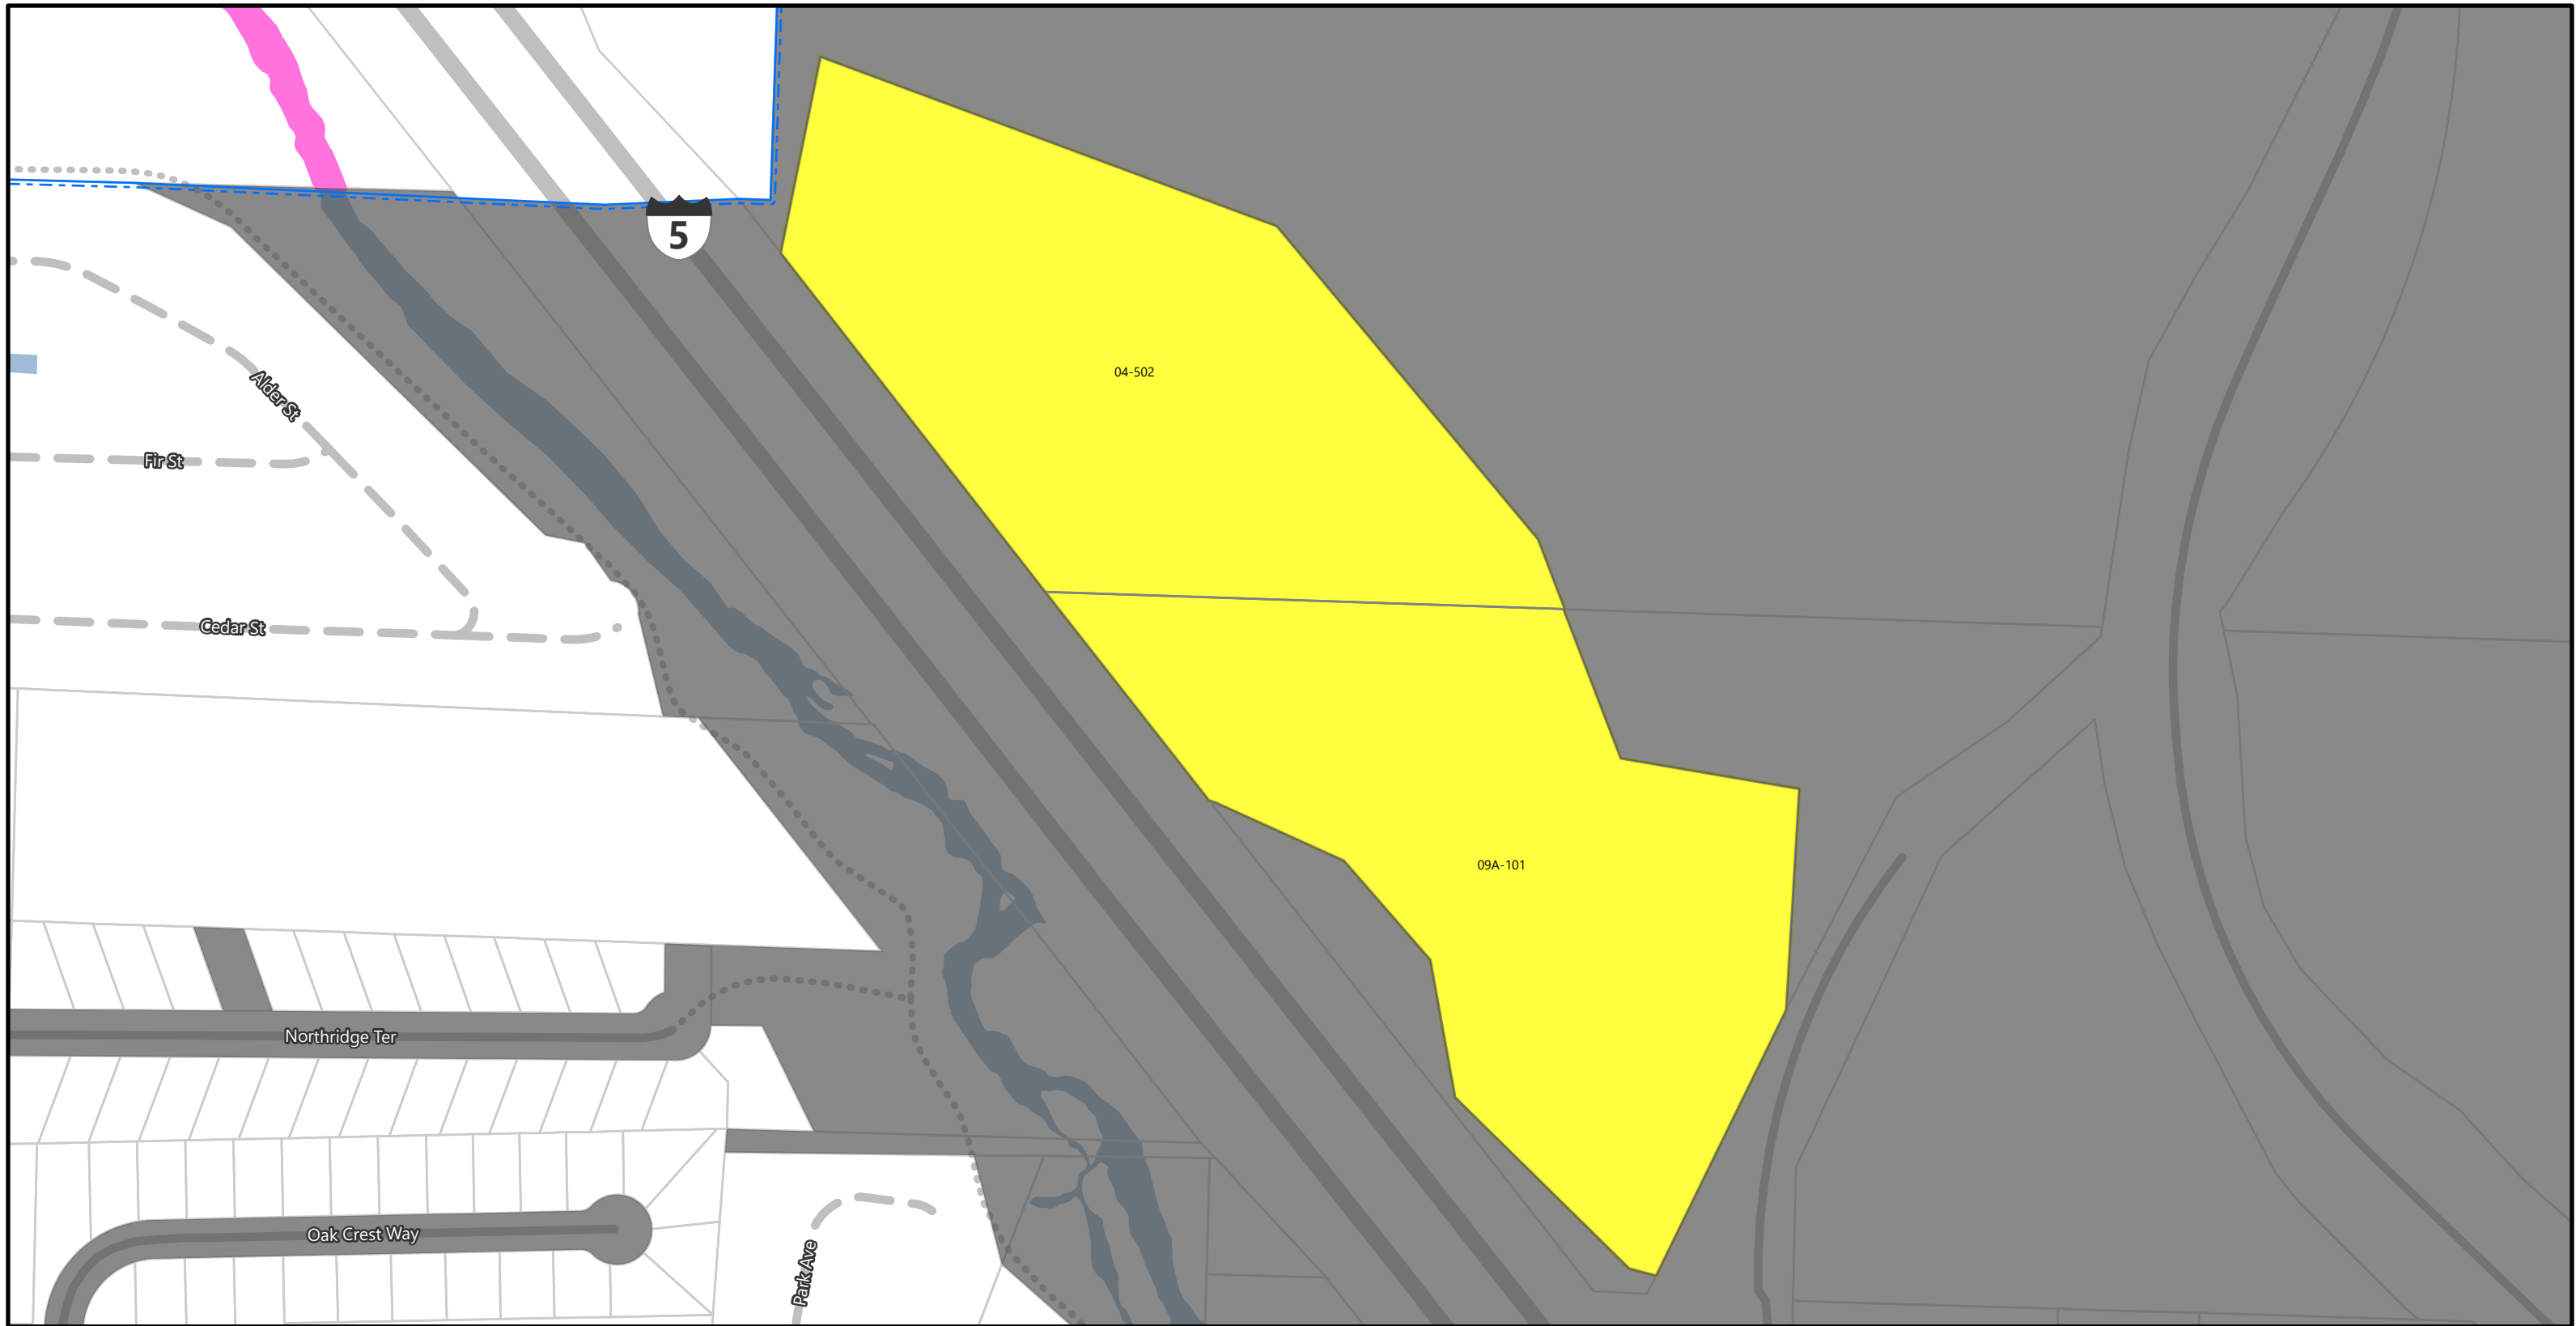 5
04-502
Alder St
Fir St
Cedar St
09A-101
Northridge Ter
Oak Crest Way
Park Ave